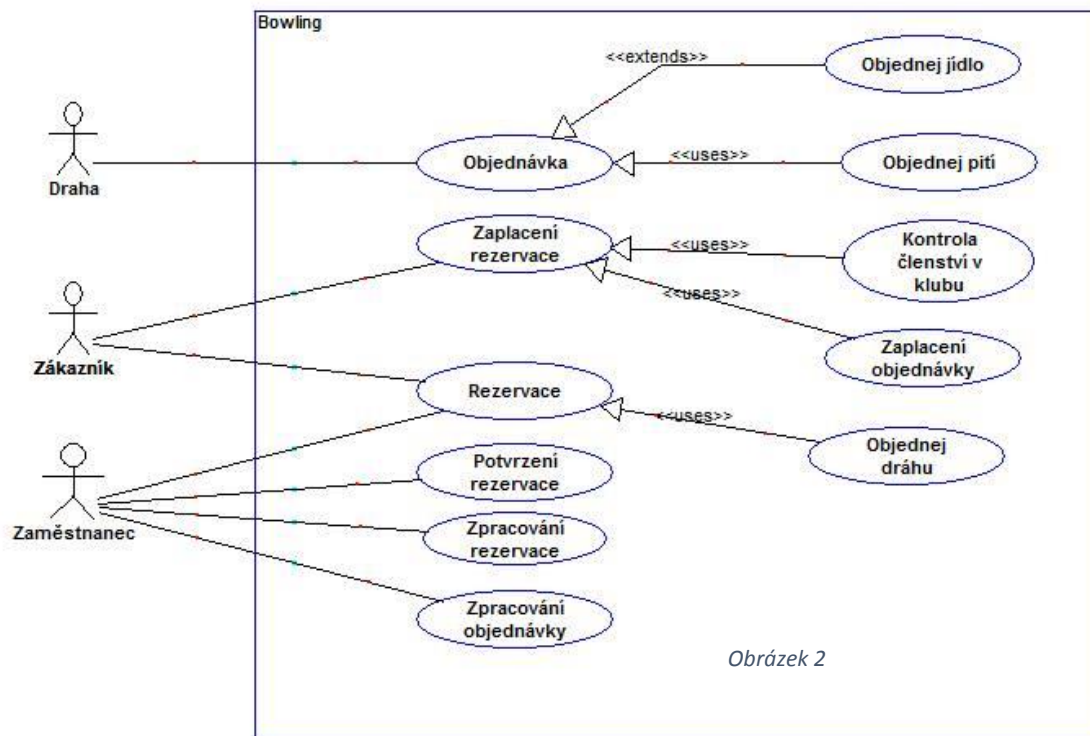 Bowling
<<extends>>
Objednej jídlo
Draha
Objednávka
<<uses>>
Objednej pití
Zaplacení
rezervace
<<uses>>
Kontrola
členství v
klubu
<<uses>>
Zákazník
Zaplacení
objednávky
Rezervace
<<uses>>
Objednej
dráhu
Potvrzení
rezervace
Zaměstnanec
Zpracování
rezervace
Zpracování
objednávky
Obrázek 2